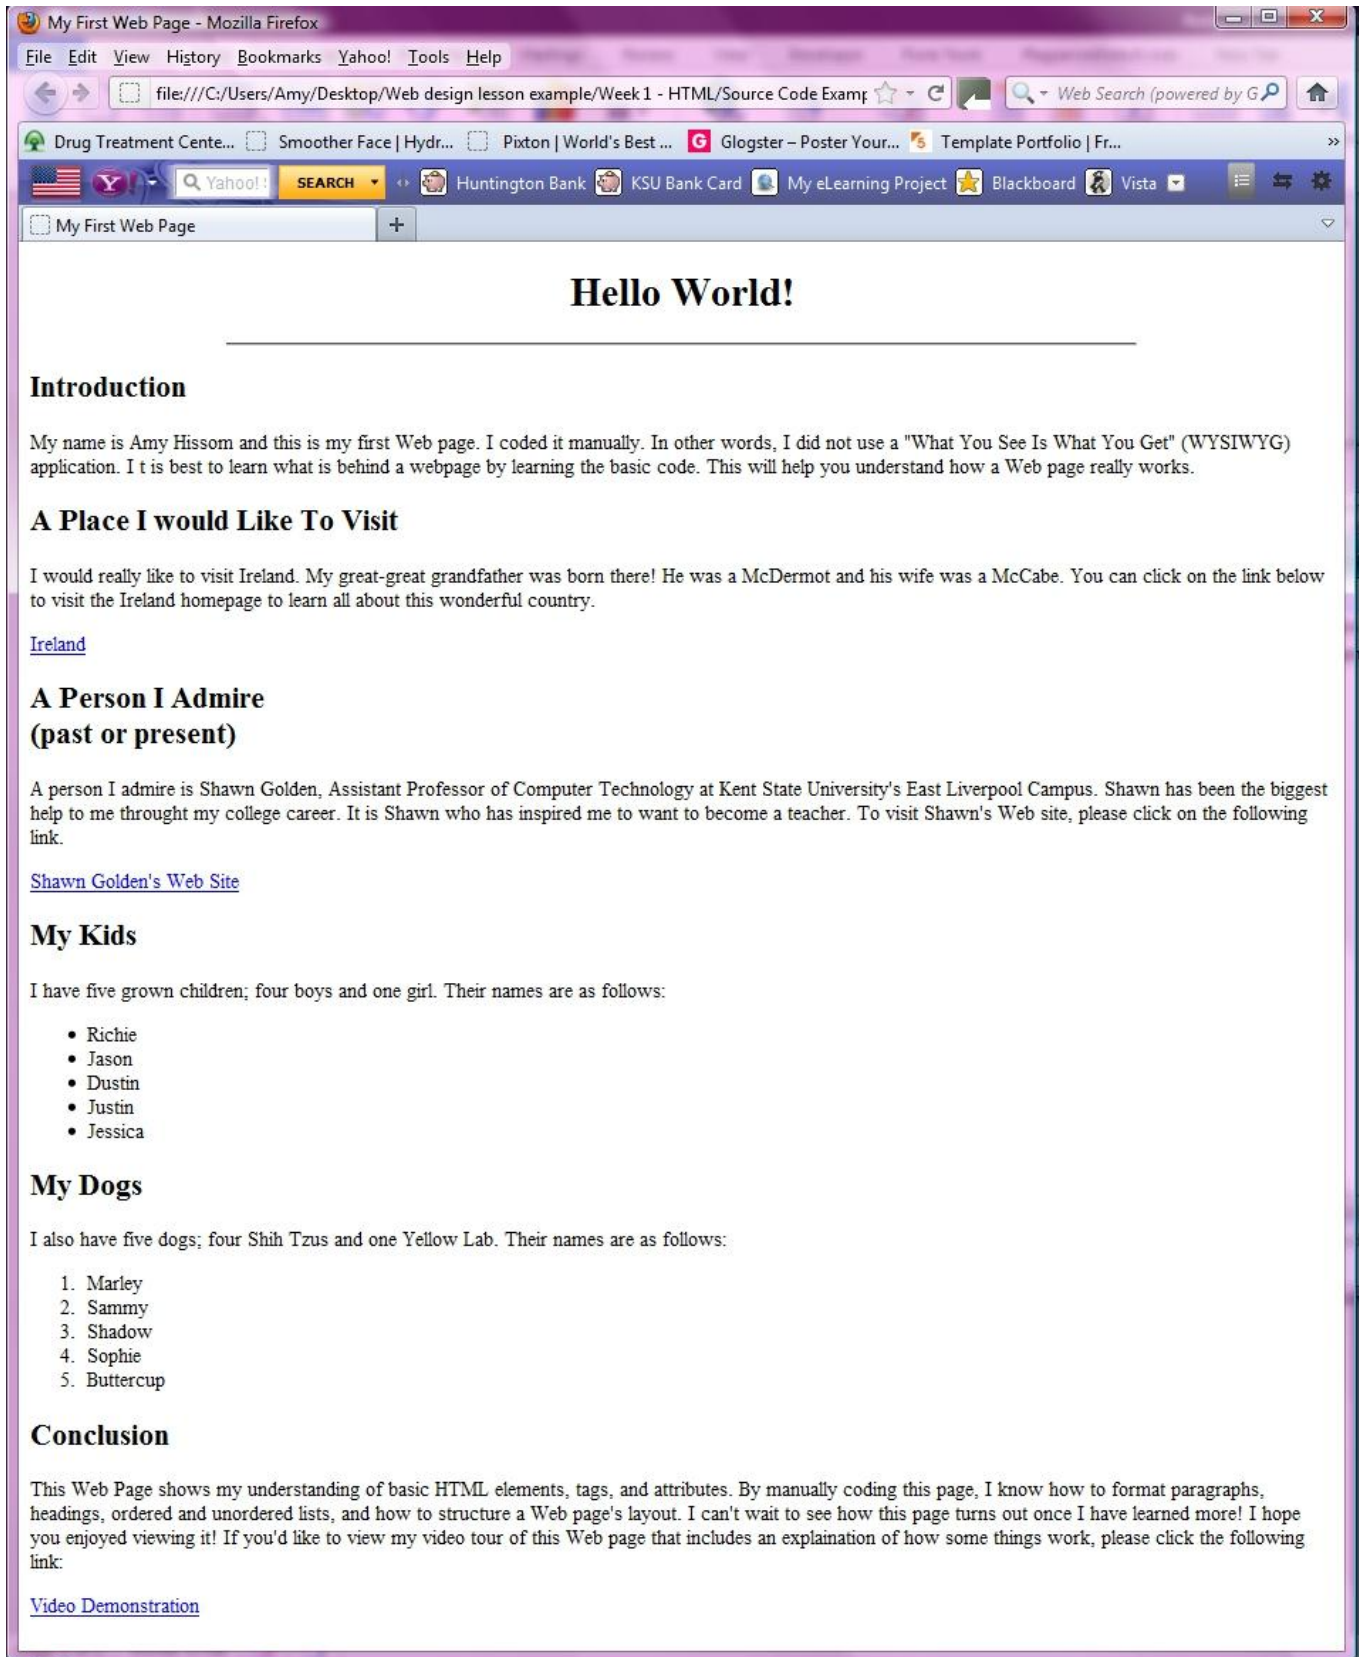 My First Web Page - Mozilla Firefox
File Edit View History Bookmarks Yahoo! Tools Help
file:///C:/Users/Amy/Desktop/Web design lesson example/Week 1 - HTML/Source Code Examp
Web Search (powered by G
Drug Treatment Cente... Smoother Face | Hydr... Pixton | World's Best ... G Glogster – Poster Your... Template Portfolio | Fr... »
Y! Yahoo! SEARCH Huntington Bank KSU Bank Card My eLearning Project Blackboard Vista
My First Web Page +
Hello World!
Introduction
My name is Amy Hissom and this is my first Web page. I coded it manually. In other words, I did not use a "What You See Is What You Get" (WYSIWYG)
application. I t is best to learn what is behind a webpage by learning the basic code. This will help you understand how a Web page really works.
A Place I would Like To Visit
I would really like to visit Ireland. My great-great grandfather was born there! He was a McDermot and his wife was a McCabe. You can click on the link below
to visit the Ireland homepage to learn all about this wonderful country.
Ireland
A Person I Admire
(past or present)
A person I admire is Shawn Golden, Assistant Professor of Computer Technology at Kent State University's East Liverpool Campus. Shawn has been the biggest
help to me throught my college career. It is Shawn who has inspired me to want to become a teacher. To visit Shawn's Web site, please click on the following
link.
Shawn Golden's Web Site
My Kids
I have five grown children; four boys and one girl. Their names are as follows:
• Richie
• Jason
• Dustin
• Justin
• Jessica
My Dogs
I also have five dogs; four Shih Tzus and one Yellow Lab. Their names are as follows:
1. Marley
2. Sammy
3. Shadow
4. Sophie
5. Buttercup
Conclusion
This Web Page shows my understanding of basic HTML elements, tags, and attributes. By manually coding this page, I know how to format paragraphs,
headings, ordered and unordered lists, and how to structure a Web page's layout. I can't wait to see how this page turns out once I have learned more! I hope
you enjoyed viewing it! If you'd like to view my video tour of this Web page that includes an explaination of how some things work, please click the following
link:
Video Demonstration